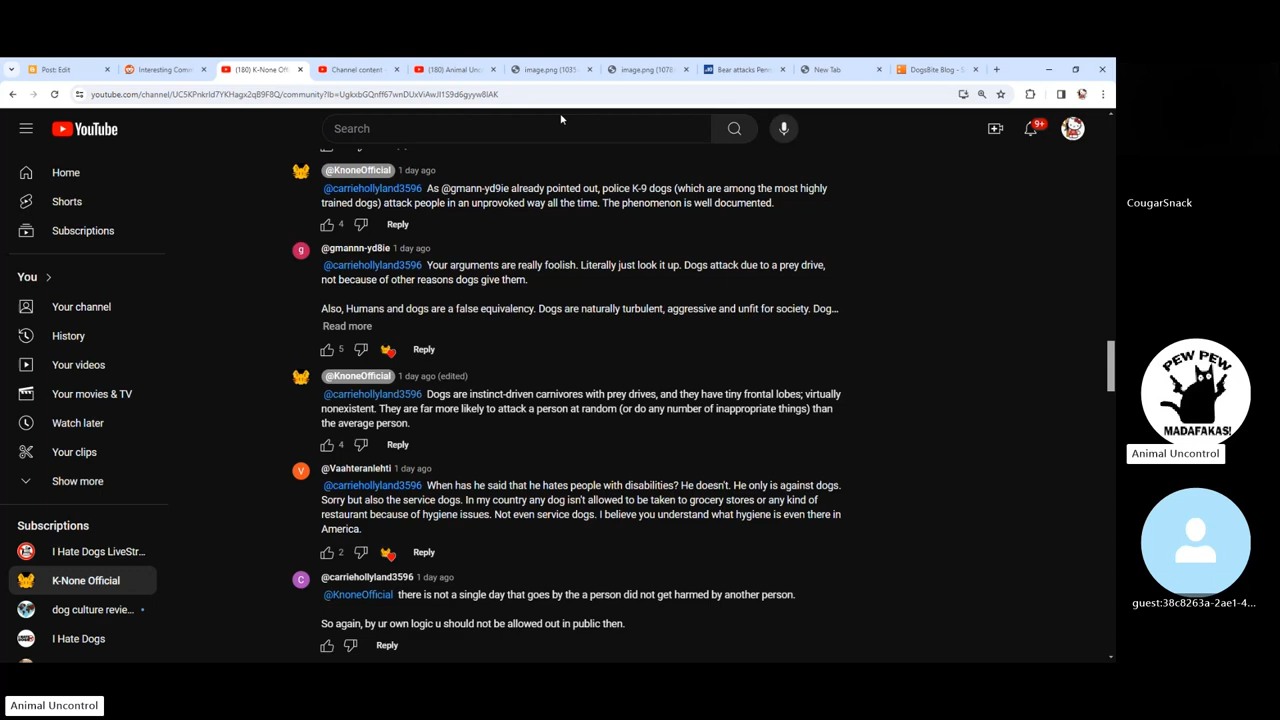 Post: Edit
Interesting Comm
(180) K-None Offi
Channel content
(180) Animal Unc
image.png (1035
image.png (1078
Bear attacks Penn
New Tab
DogsBite Blog - S
youtube.com/channel/UC5KPnkrld7YKHagx2qB9F8Q/community?lb=UgkxbGQnff67wnDUxViAwJI1S9d6gyyw8lAK
YouTube
Search
9+
Home
Shorts
Subscriptions
You
Your channel
History
Your videos
Your movies & TV
Watch later
Your clips
Show more
Subscriptions
I Hate Dogs LiveStr...
K-None Official
dog culture revie...
I Hate Dogs
@KnoneOfficial 1 day ago
@carriehollyland3596 As @gmann-yd9ie already pointed out, police K-9 dogs (which are among the most highly
trained dogs) attack people in an unprovoked way all the time. The phenomenon is well documented.
4 Reply
g
@gmannn-yd8ie 1 day ago
@carriehollyland3596 Your arguments are really foolish. Literally just look it up. Dogs attack due to a prey drive,
not because of other reasons dogs give them.
Also, Humans and dogs are a false equivalency. Dogs are naturally turbulent, aggressive and unfit for society. Dog...
Read more
5 Reply
@KnoneOfficial 1 day ago (edited)
@carriehollyland3596 Dogs are instinct-driven carnivores with prey drives, and they have tiny frontal lobes; virtually
nonexistent. They are far more likely to attack a person at random (or do any number of inappropriate things) than
the average person.
4 Reply
V
@Vaahteranlehti 1 day ago
@carriehollyland3596 When has he said that he hates people with disabilities? He doesn't. He only is against dogs.
Sorry but also the service dogs. In my country any dog isn't allowed to be taken to grocery stores or any kind of
restaurant because of hygiene issues. Not even service dogs. I believe you understand what hygiene is even there in
America.
2 Reply
C
@carriehollyland3596 1 day ago
@KnoneOfficial there is not a single day that goes by the a person did not get harmed by another person.
So again, by ur own logic u should not be allowed out in public then.
Reply
CougarSnack
PEW PEW
MADAFAKAS!
Animal Uncontrol
guest:38c8263a-2ae1-4...
Animal Uncontrol